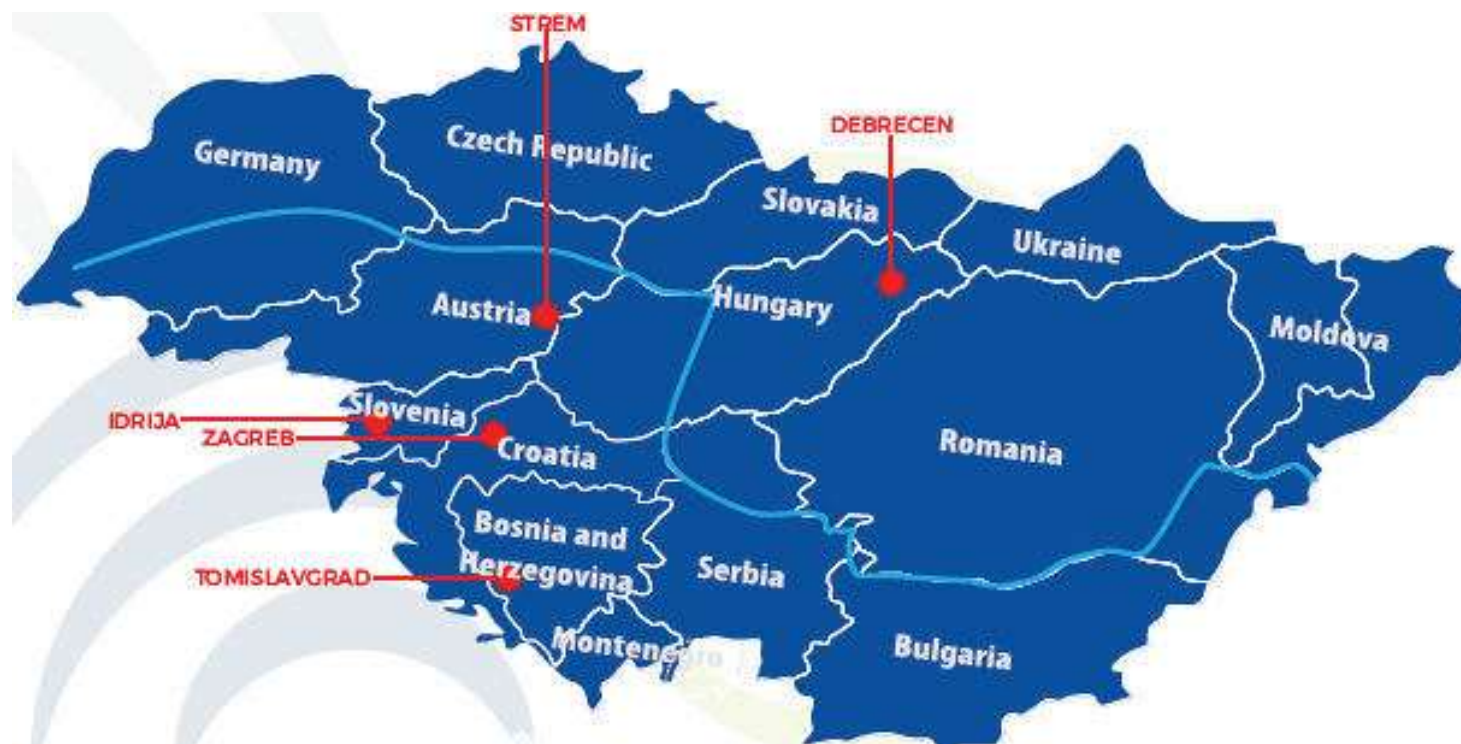 STREM
DEBRECEN
Germany
Czech Republic
Slovakia
Ukraine
Austria
Hungary
Moldova
IDRIJA
Slovenia
ZAGREB
Croatia
Romania
Bosnia and
Herzegovina
TOMISLAVGRAD
Serbia
Montenegro
Bulgaria